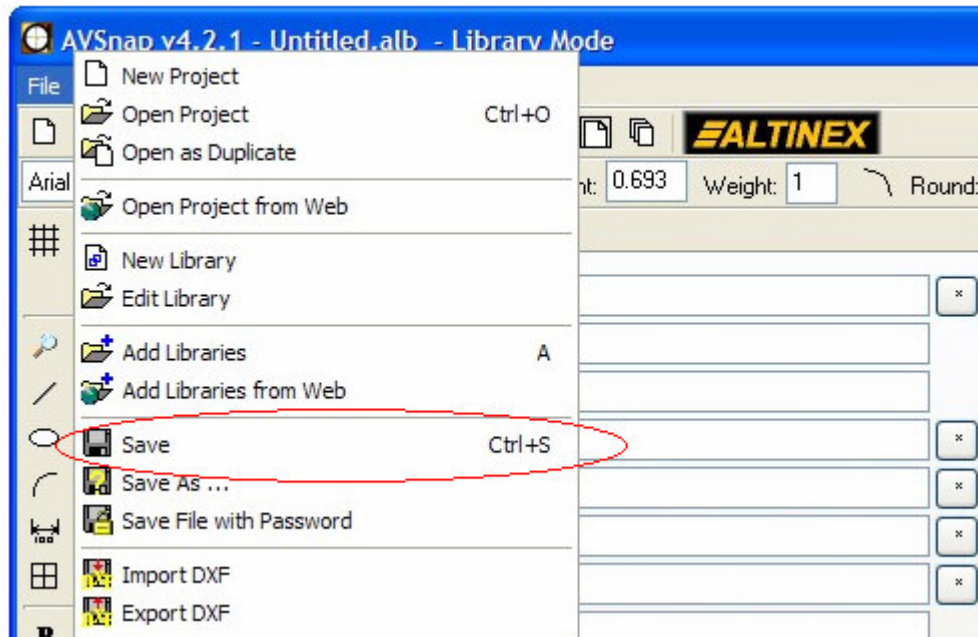 AVSnap v4.2.1 - Untitled.alb - Library Mode
File
New Project
Open Project Ctrl+O
Open as Duplicate
ALTINEX
Arial
0.693 Weight: 1 Round:
Open Project from Web
New Library
Edit Library
Add Libraries A
Add Libraries from Web
Save Ctrl+S
Save As ...
Save File with Password
Import DXF
Export DXF